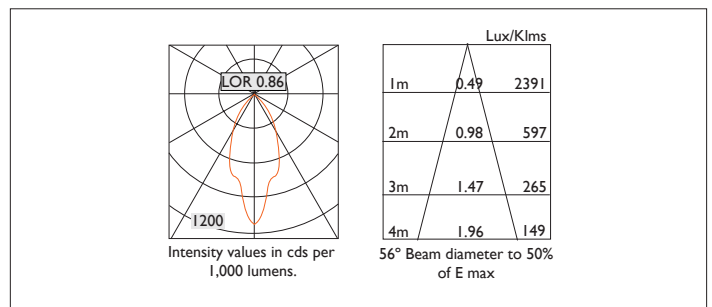 LOR 0.86
1200
Intensity values in cds per
1,000 lumens.
Lux/Klms
1m 0.49 2391
2m 0.98 597
3m 1.47 265
4m 1.96 149
56º Beam diameter to 50%
of E max